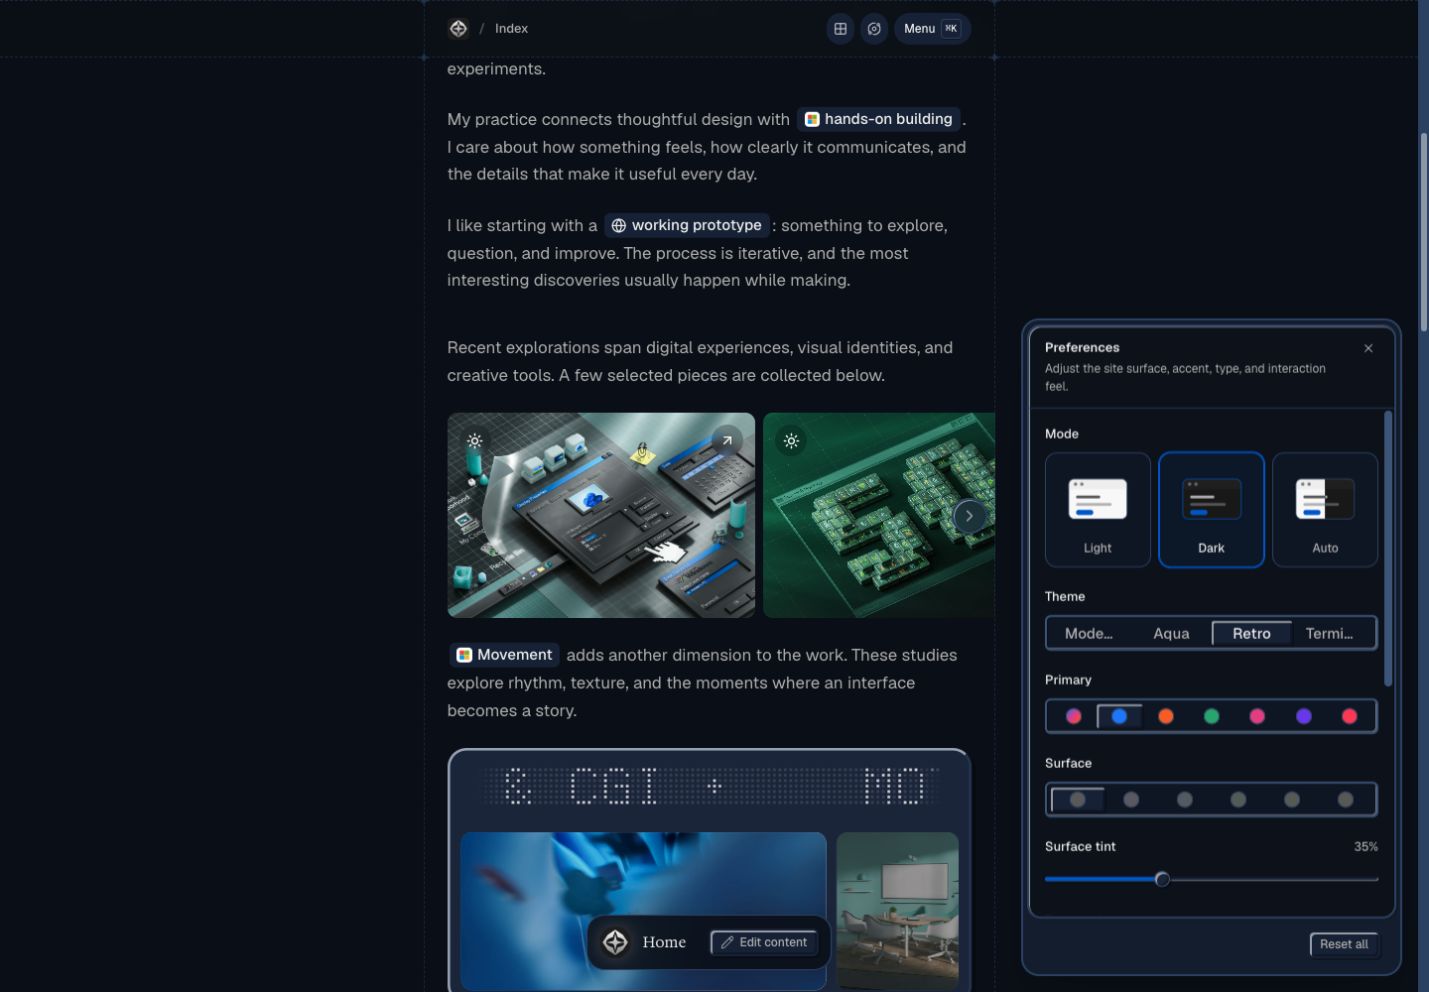 / Index
Menu ⌘K
experiments.
My practice connects thoughtful design with hands-on building.
I care about how something feels, how clearly it communicates, and
the details that make it useful every day.
I like starting with a working prototype: something to explore,
question, and improve. The process is iterative, and the most
interesting discoveries usually happen while making.
Recent explorations span digital experiences, visual identities, and
creative tools. A few selected pieces are collected below.
Movement adds another dimension to the work. These studies
explore rhythm, texture, and the moments where an interface
becomes a story.
& CGI + MO
Home
Edit content
Preferences
Adjust the site surface, accent, type, and interaction
feel.
Mode
Light
Dark
Auto
Theme
Mode...
Aqua
Retro
Termi...
Primary
Surface
Surface tint
35%
Reset all